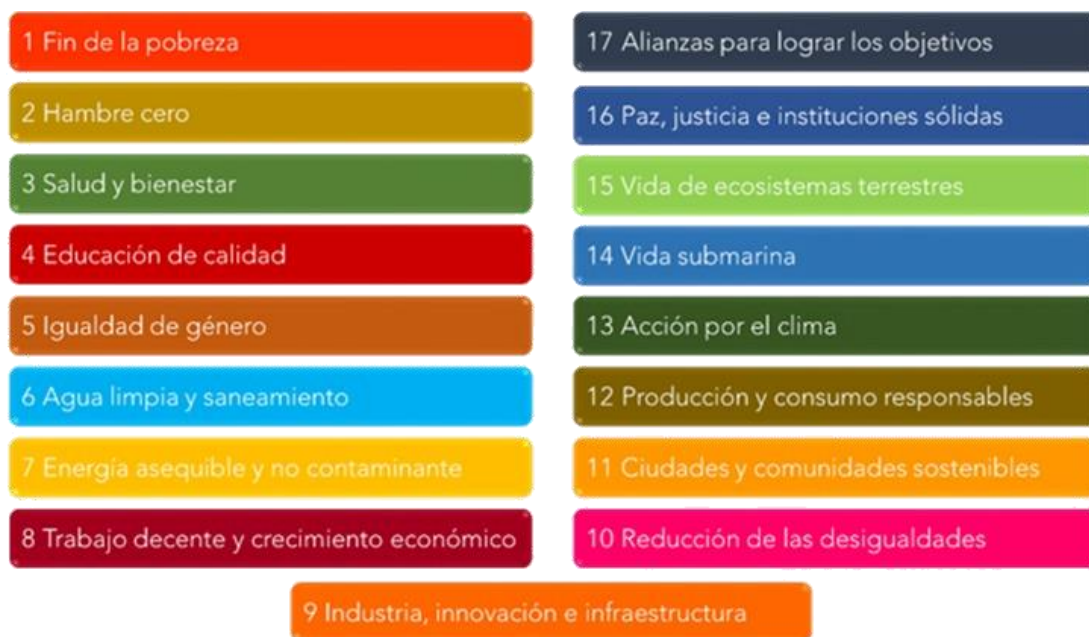 1 Fin de la pobreza
2 Hambre cero
3 Salud y bienestar
4 Educación de calidad
5 Igualdad de género
6 Agua limpia y saneamiento
7 Energía asequible y no contaminante
8 Trabajo decente y crecimiento económico
17 Alianzas para lograr los objetivos
16 Paz, justicia e instituciones sólidas
15 Vida de ecosistemas terrestres
14 Vida submarina
13 Acción por el clima
12 Producción y consumo responsables
11 Ciudades y comunidades sostenibles
10 Reducción de las desigualdades
9 Industria, innovación e infraestructura